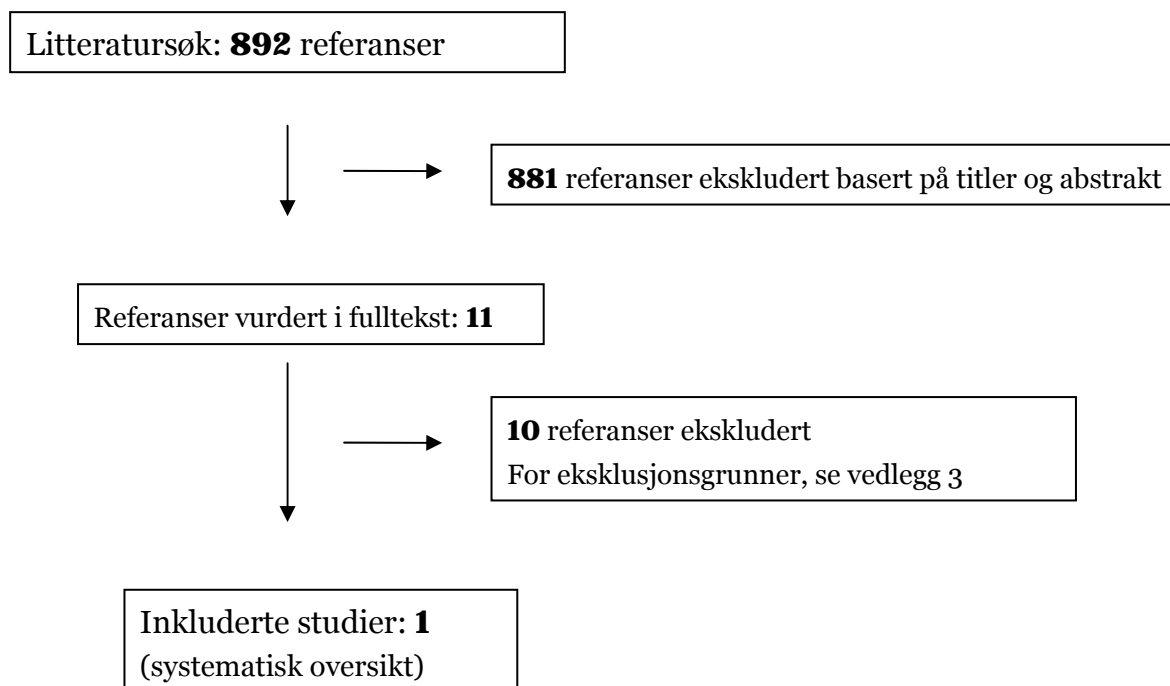 Litteratursøk: 892 referanser
881 referanser ekskludert basert på titler og abstrakt
Referanser vurdert i fulltekst: 11
10 referanser ekskludert
For eksklusjonsgrunner, se vedlegg 3
Inkluderte studier: 1
(systematisk oversikt)